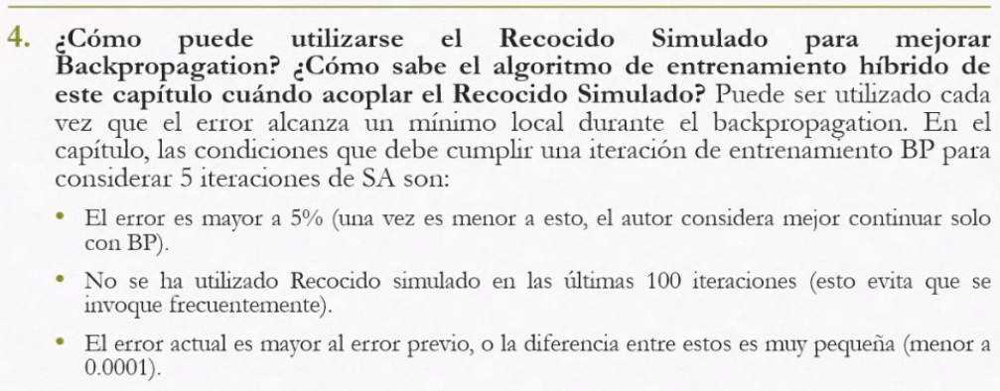 4. ¿Cómo puede utilizarse el Recocido Simulado para mejorar
Backpropagation? ¿Cómo sabe el algoritmo de entrenamiento híbrido de
este capítulo cuándo acoplar el Recocido Simulado? Puede ser utilizado cada
vez que el error alcanza un mínimo local durante el backpropagation. En el
capítulo, las condiciones que debe cumplir una iteración de entrenamiento BP para
considerar 5 iteraciones de SA son:
• El error es mayor a 5% (una vez es menor a esto, el autor considera mejor continuar solo
con BP).
• No se ha utilizado Recocido simulado en las últimas 100 iteraciones (esto evita que se
invoque frecuentemente).
• El error actual es mayor al error previo, o la diferencia entre estos es muy pequeña (menor a
0.0001).